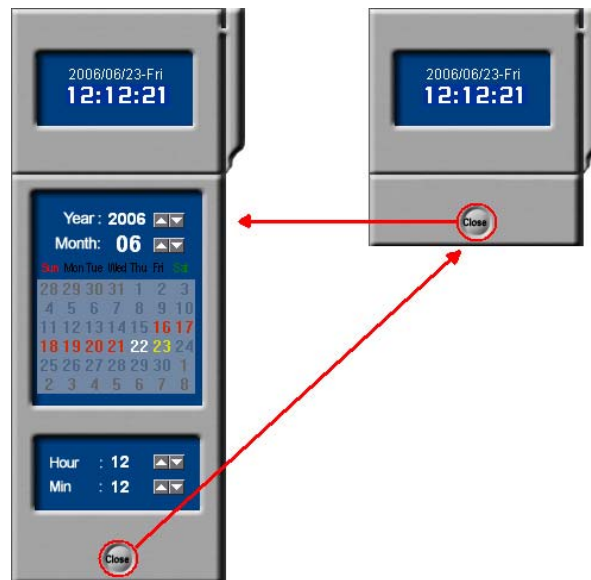 2006/06/23-Fri
12:12:21
Year : 2006
Month: 06
Sun Mon Tue Wed Thu Fri Sat
28 29 30 31 1 2 3
4 5 6 7 8 9 10
11 12 13 14 15 16 17
18 19 20 21 22 23 24
25 26 27 28 29 30 1
2 3 4 5 6 7 8
Hour : 12
Min : 12
Close
2006/06/23-Fri
12:12:21
Close